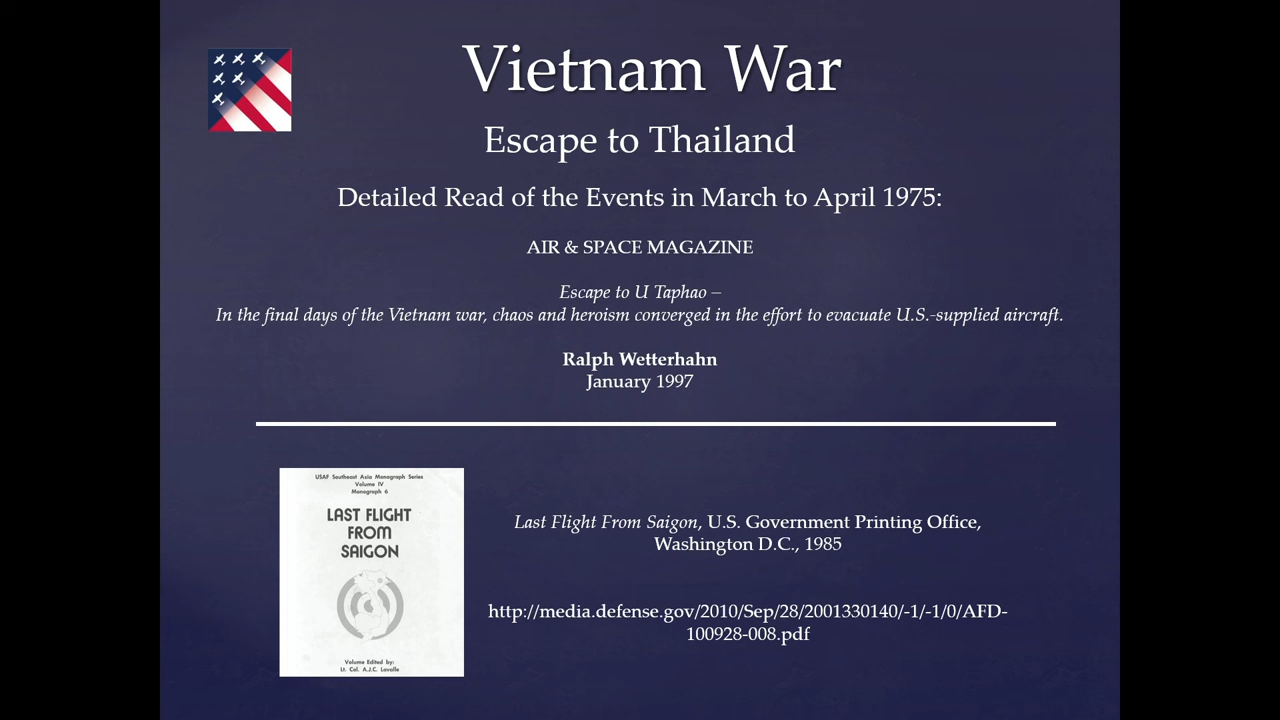 Vietnam War
Escape to Thailand
Detailed Read of the Events in March to April 1975:
AIR & SPACE MAGAZINE
Escape to U Taphao –
In the final days of the Vietnam war, chaos and heroism converged in the effort to evacuate U.S.-supplied aircraft.
Ralph Wetterhahn
January 1997
USAF Southeast Asia Monograph Series
Volume IV
Monograph 6
LAST FLIGHT
FROM
SAIGON
Volume Edited by:
Lt. Col. A.J.C. Lavalle
Last Flight From Saigon, U.S. Government Printing Office,
Washington D.C., 1985
http://media.defense.gov/2010/Sep/28/2001330140/-1/-1/0/AFD-
100928-008.pdf